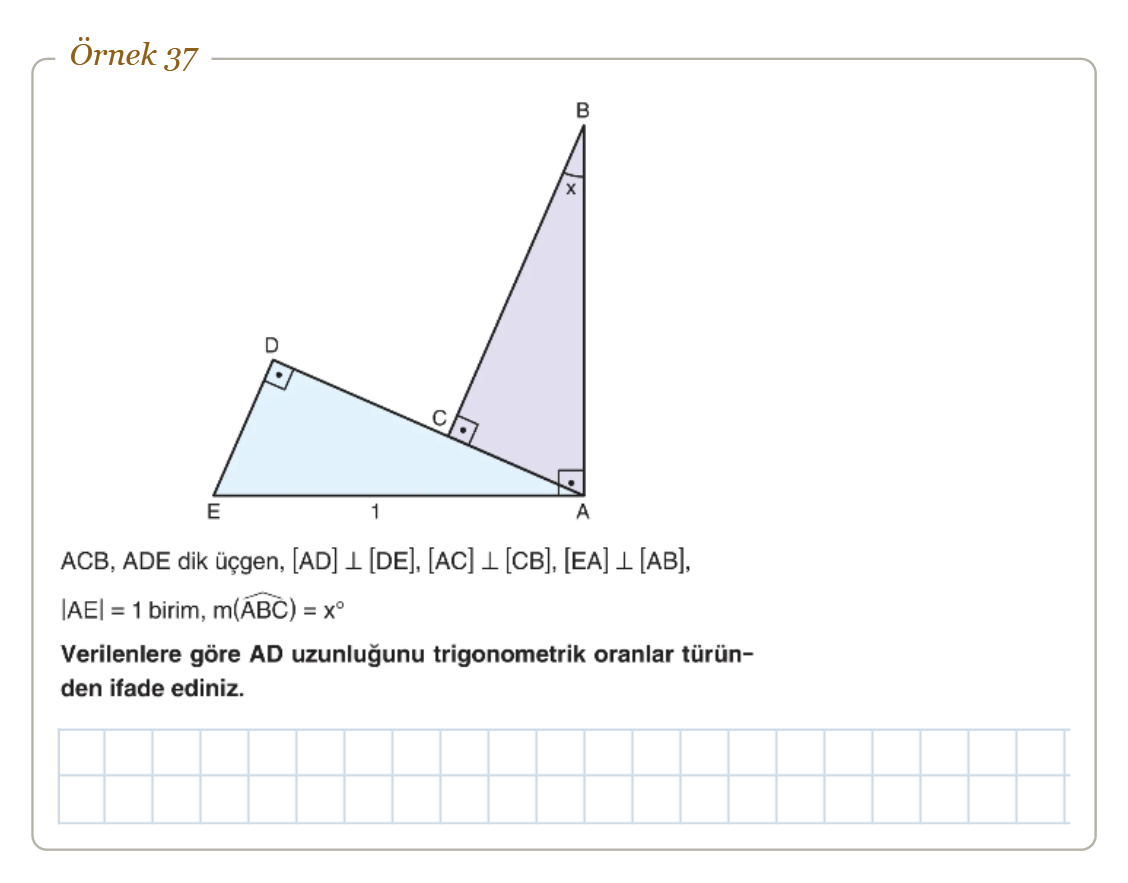 Örnek 37
B
x
D
C
E
1
A
ACB, ADE dik üçgen, [AD] ⊥ [DE], [AC] ⊥ [CB], [EA] ⊥ [AB],
|AE| = 1 birim, m(ABC) = x°
Verilenlere göre AD uzunluğunu trigonometrik oranlar türün-
den ifade ediniz.